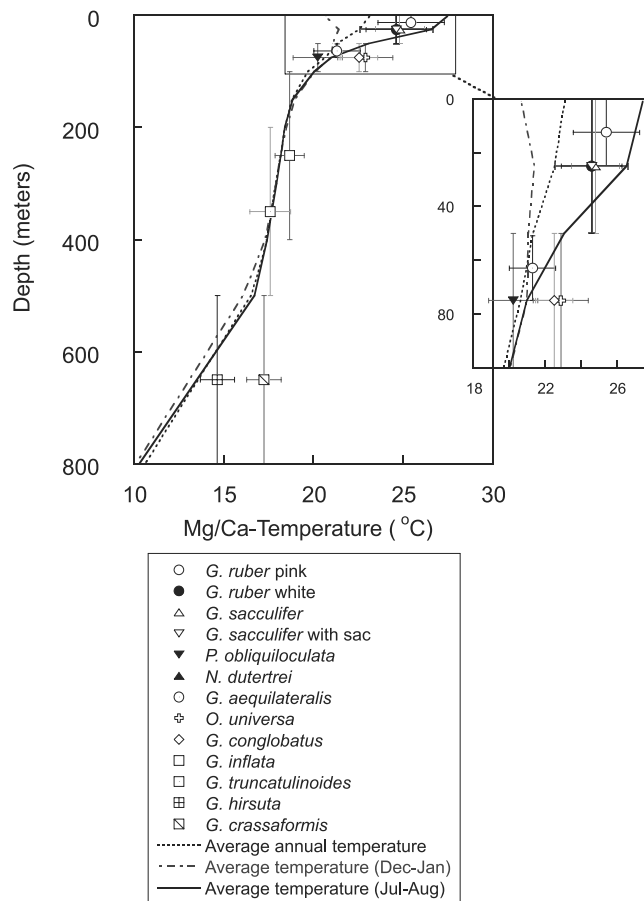 0
200
400
600
800
Depth (meters)
10
15
20
25
30
Mg/Ca-Temperature ( °C)
0
40
80
18
22
26
G. ruber pink
G. ruber white
G. sacculifer
G. sacculifer with sac
P. obliquiloculata
N. dutertrei
G. aequilateralis
O. universa
G. conglobatus
G. inflata
G. truncatulinoides
G. hirsuta
G. crassaformis
Average annual temperature
Average temperature (Dec-Jan)
Average temperature (Jul-Aug)